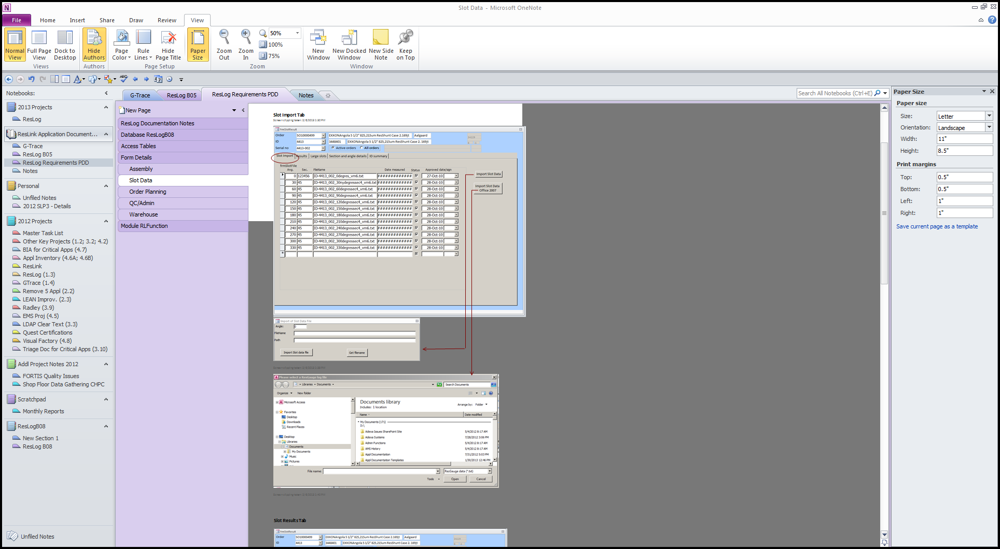 Slot Data - Microsoft OneNote
File Home Insert Share Draw Review View
Normal View Full Page View Dock to Desktop Hide Authors Page Color Rule Lines Hide Page Title Paper Size Zoom Out Zoom In 50% 100% 75% New Window New Docked Window New Side Note Keep on Top
Views Authors Page Setup Zoom Window
Notebooks:
2013 Projects
ResLog
ResLink Application Document...
G-Trace
ResLog B05
ResLog Requirements PDD
Notes
Personal
Unfiled Notes
2012 SLP3 - Details
2012 Projects
Master Task List
Other Key Projects (1.2; 3.2; 4.2)
BIA for Critical Apps (4.7)
Appl Inventory (4.6A; 4.6B)
ResLink
ResLog (1.3)
GTrace (1.4)
Remove 5 Appl (2.2)
LEAN Improv. (2.3)
Radley (3.9)
EMS Proj (4.5)
LDAP Clear Text (3.3)
Quest Certifications
Visual Factory (4.8)
Triage Doc for Critical Apps (3.10)
Addl Project Notes 2012
FORTIS Quality Issues
Shop Floor Data Gathering CHPC
Scratchpad
Monthly Reports
ResLogB08
New Section 1
ResLog B08
Unfiled Notes
G-Trace ResLog B05 ResLog Requirements PDD Notes
Search All Notebooks (Ctrl+E)
New Page
ResLog Documentation Notes
Database ResLogB08
Access Tables
Form Details
Assembly
Slot Data
Order Planning
QC/Admin
Warehouse
Module RLFunction
Slot Import Tab
Screen clipping taken: 2/6/2013 1:30 PM
frmSlotResult
Order SO10000499 EXXONAngola 5 1/2" 825,215um ResShunt Case 2.169jt Aalgaard
ID 4413 3448401 EXXONAngola 5 1/2" 825,215um ResShunt Case 2. 169jt
Serial no 4413-002 Active orders All orders
Slot Import Results Large slots Section and angle details ID summary
frmSlotFile
Ang. Sec. FileName Date measured Status Approved date/sign
0 123456 ID-4413_002_0degres_vm6.txt ############# 27-Oct-10
30 45 ID-4413_002_30nydegressec4_vm6.txt ############# 28-Oct-10
60 45 ID-4413_002_60degressec4_vm6.txt ############# 28-Oct-10
90 45 ID-4413_002_90degressec4_vm6.txt ############# 28-Oct-10
120 45 ID-4413_002_120degressec4_vm6.txt ############# 28-Oct-10
150 45 ID-4413_002_150degressec4_vm6.txt ############# 28-Oct-10
180 45 ID-4413_002_180degressec4_vm6.txt ############# 28-Oct-10
210 45 ID-4413_002_210degressec4_vm6.txt ############# 28-Oct-10
240 45 ID-4413_002_240degressec4_vm6.txt ############# 28-Oct-10
270 45 ID-4413_002_270degressec4_vm6.txt ############# 28-Oct-10
300 45 ID-4413_002_300degressec4_vm6.txt ############# 28-Oct-10
330 45 ID-4413_002_330degressec4_vm6.txt ############# 28-Oct-10
Import Slot Data
Import Slot Data
Office 2007
Import of Slot Data File
Angle: 0
FileName
Path
Import Slot data file Get filename
Please select a ResGauge log file
Libraries Documents Search Documents
Organize New folder
Microsoft Access
Favorites
Desktop
Downloads
Recent Places
Desktop
Libraries
Documents
My Documents
Music
Pictures
Documents library
Includes: 1 location
Arrange by: Folder
Name Date modified
My Documents (171)
D:\
Adexa Issues SharePoint Site 5/4/2012 8:17 AM
Adexa Systems 7/28/2012 3:06 PM
Admin Functions 5/4/2012 8:17 AM
AMS History 5/4/2012 8:17 AM
Appl Documentation 7/31/2012 5:03 PM
Appl Documentation Templates 1/30/2013 12:46 PM
File name: ResGauge data (*.txt)
Tools Open Cancel
Slot Results Tab
frmSlotResult
Order SO10000499 EXXONAngola 5 1/2" 825,215um ResShunt Case 2.169jt Aalgaard
ID 4413 3448401 EXXONAngola 5 1/2" 825,215um ResShunt Case 2. 169jt
Paper Size
Paper size
Size: Letter
Orientation: Landscape
Width: 11"
Height: 8.5"
Print margins
Top: 0.5"
Bottom: 0.5"
Left: 1"
Right: 1"
Save current page as a template